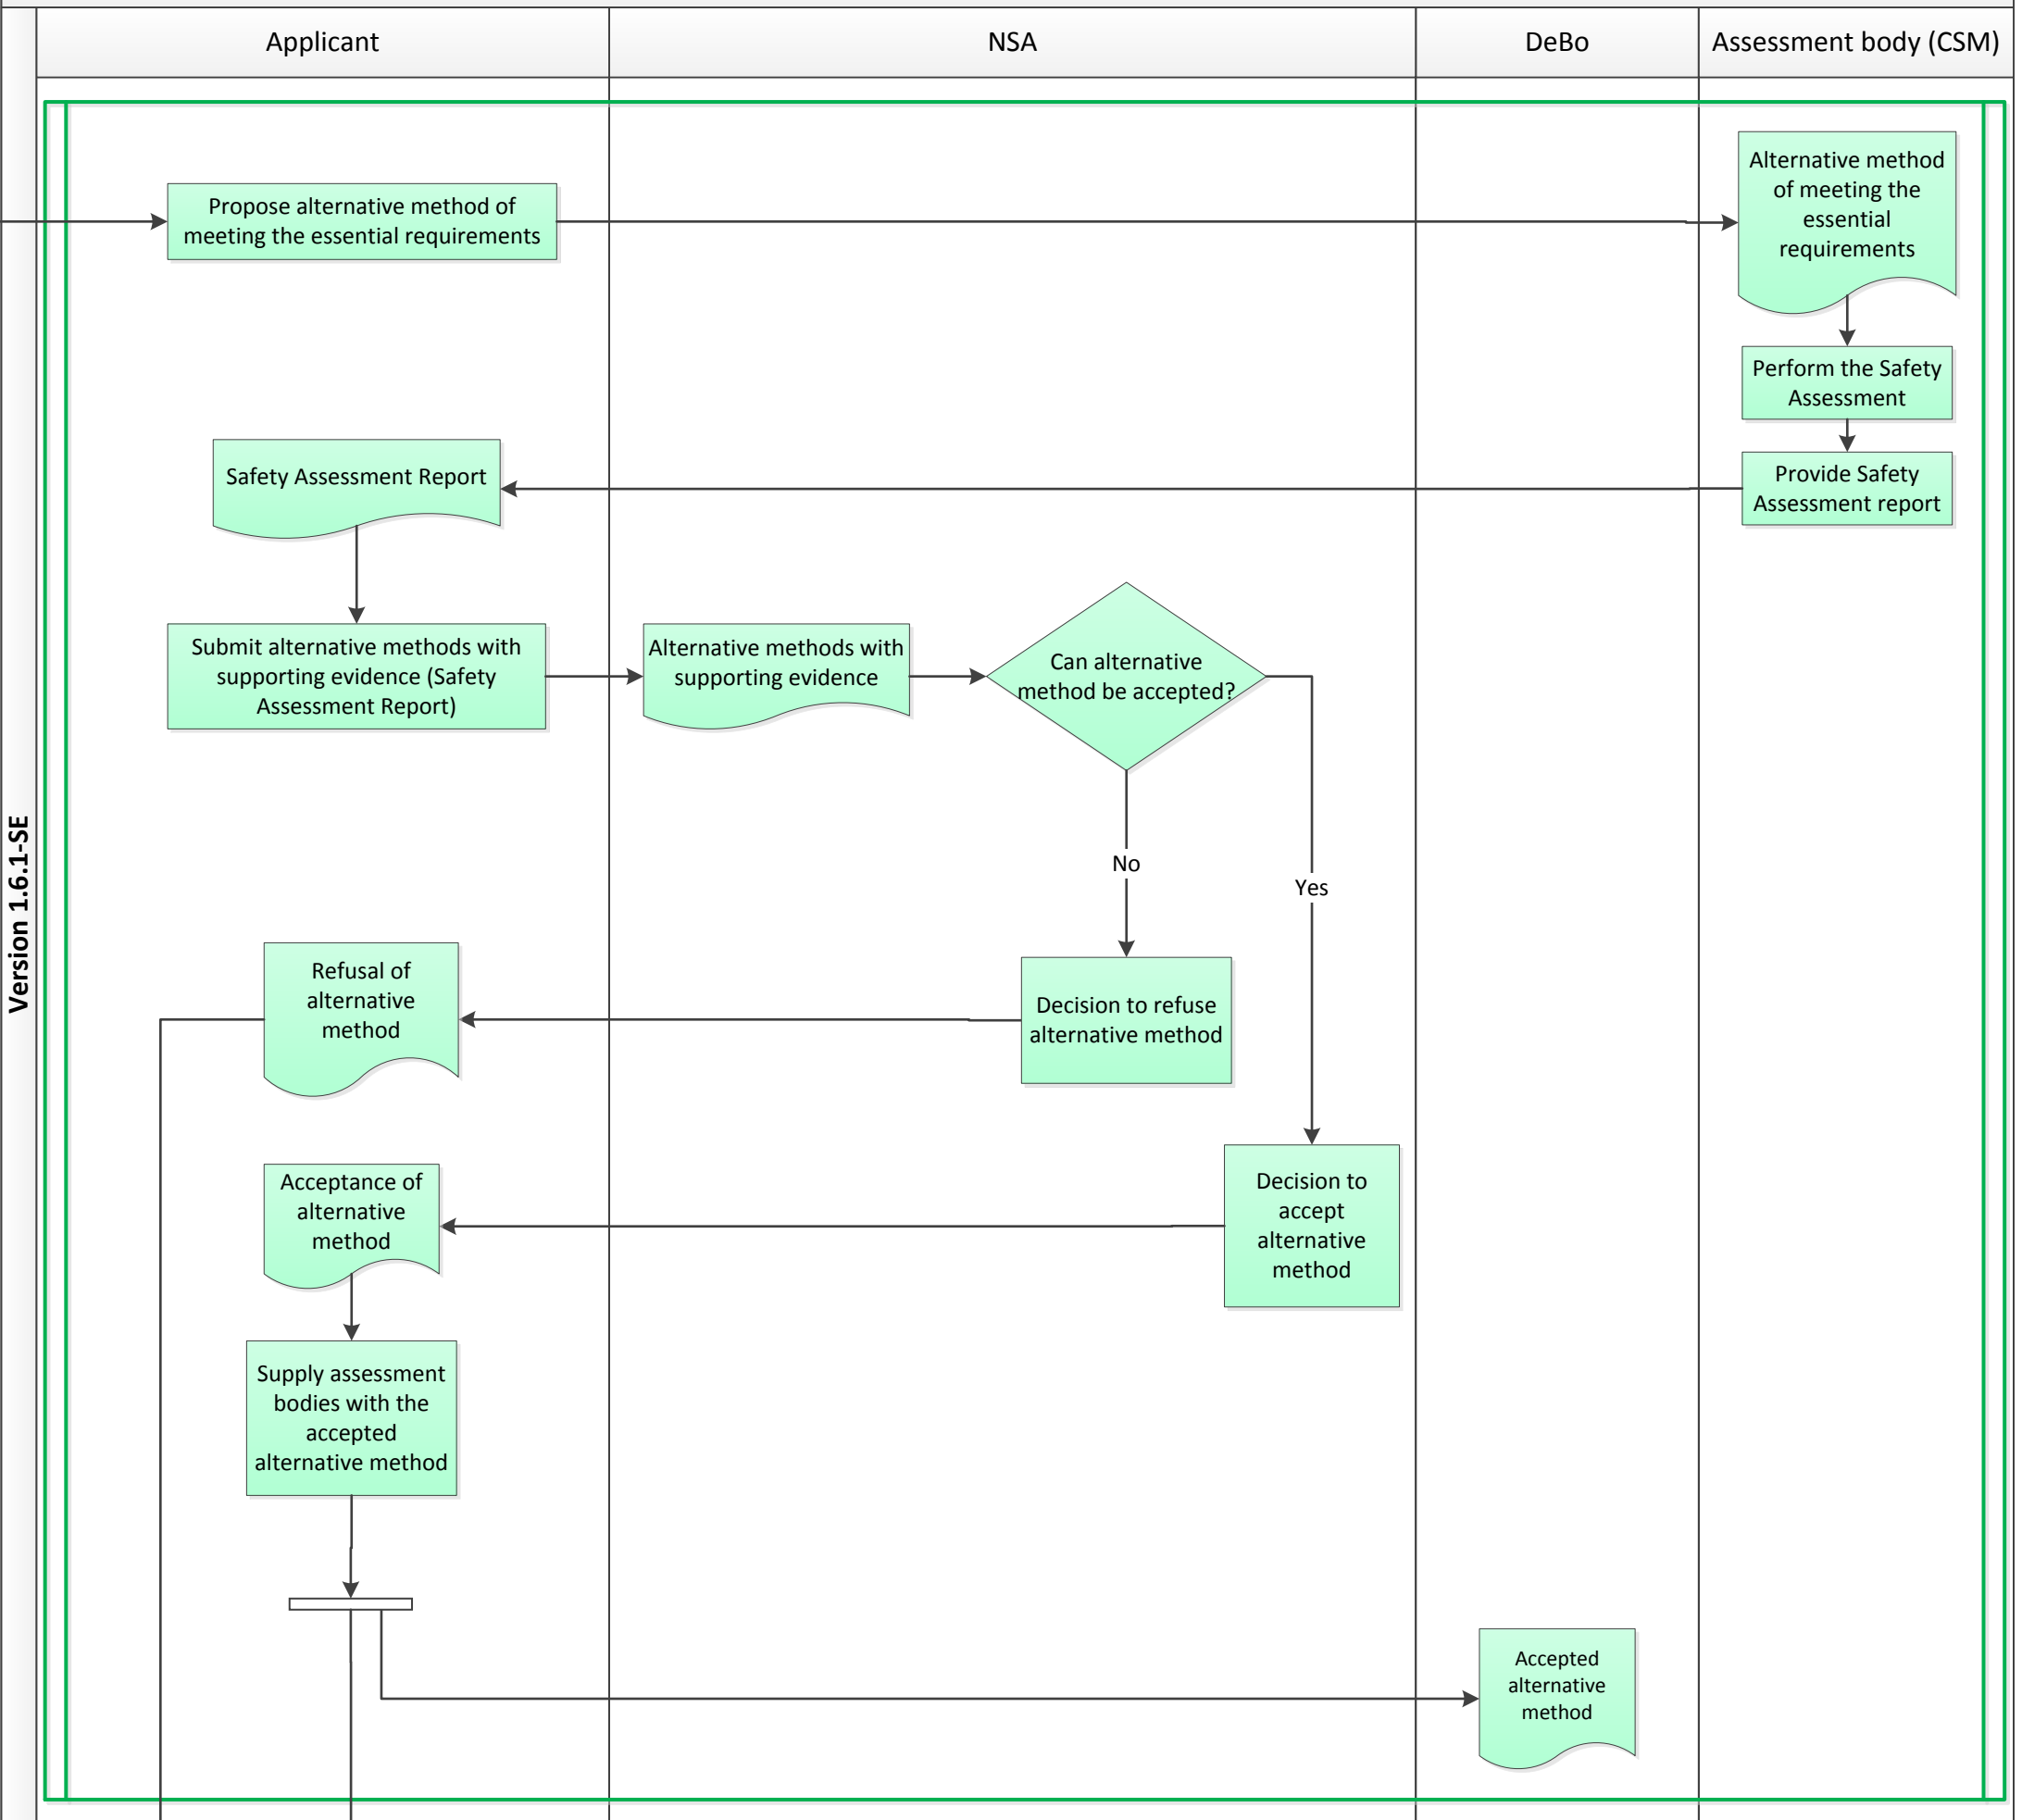 Applicant
NSA
DeBo
Assessment body (CSM)
Version 1.6.1-SE
Propose alternative method of
meeting the essential requirements
Alternative method
of meeting the
essential
requirements
Perform the Safety
Assessment
Provide Safety
Assessment report
Safety Assessment Report
Submit alternative methods with
supporting evidence (Safety
Assessment Report)
Alternative methods with
supporting evidence
Can alternative
method be accepted?
No
Yes
Decision to refuse
alternative method
Refusal of
alternative
method
Decision to
accept
alternative
method
Acceptance of
alternative
method
Supply assessment
bodies with the
accepted
alternative method
Accepted
alternative
method